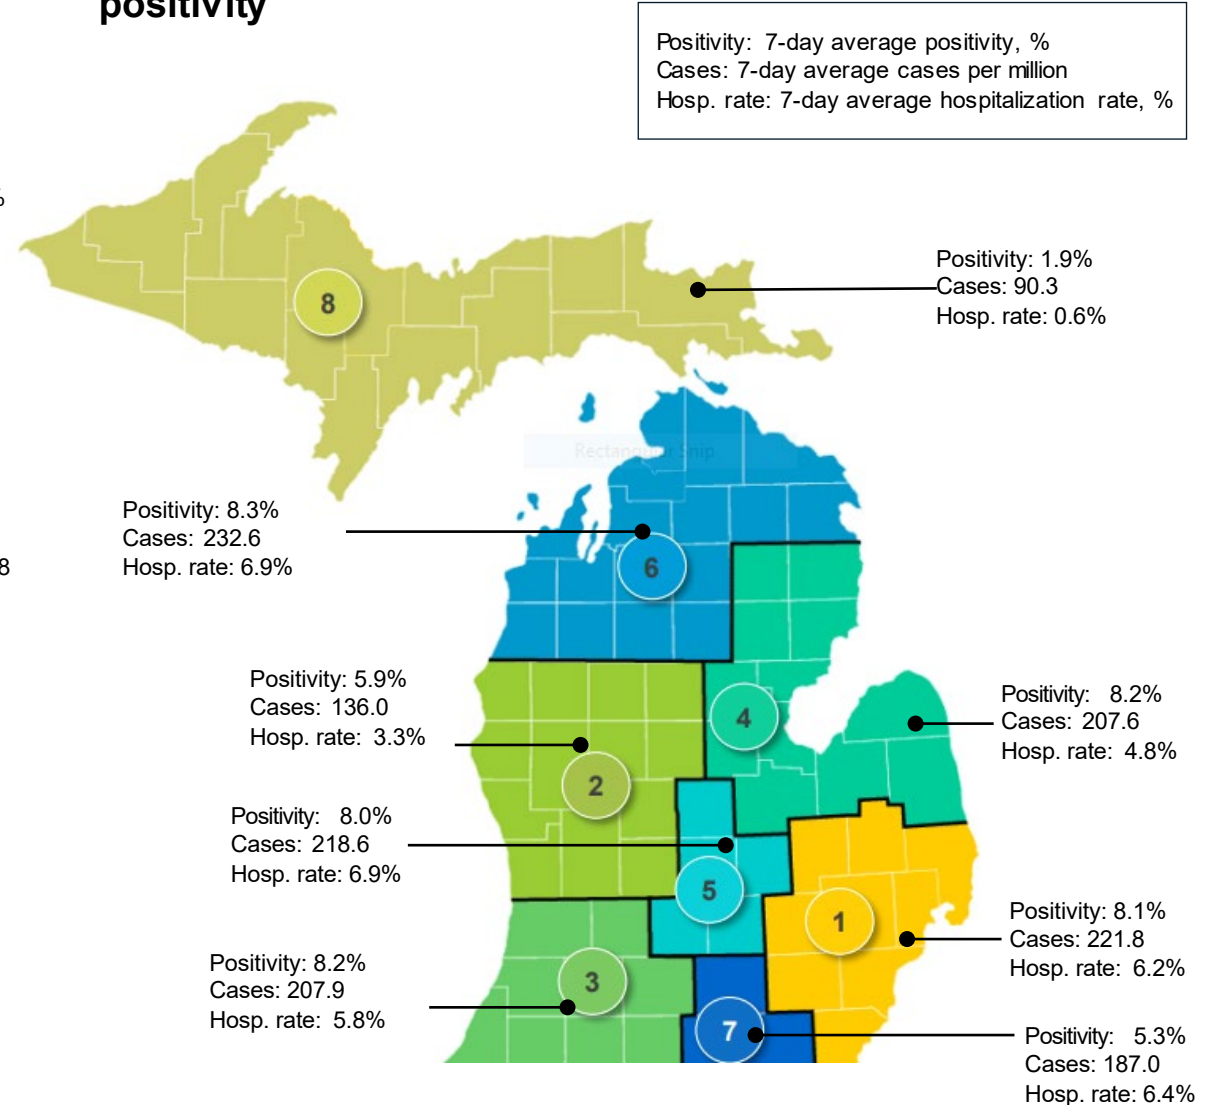 positivity
Positivity: 7-day average positivity, %
Cases: 7-day average cases per million
Hosp. rate: 7-day average hospitalization rate, %
%
Positivity: 1.9%
Cases: 90.3
Hosp. rate: 0.6%
8
Rectangular Snip
Positivity: 8.3%
Cases: 232.6
Hosp. rate: 6.9%
8
6
Positivity: 5.9%
Cases: 136.0
Hosp. rate: 3.3%
4
Positivity: 8.2%
Cases: 207.6
Hosp. rate: 4.8%
2
Positivity: 8.0%
Cases: 218.6
Hosp. rate: 6.9%
5
1
Positivity: 8.1%
Cases: 221.8
Hosp. rate: 6.2%
Positivity: 8.2%
Cases: 207.9
Hosp. rate: 5.8%
3
7
Positivity: 5.3%
Cases: 187.0
Hosp. rate: 6.4%